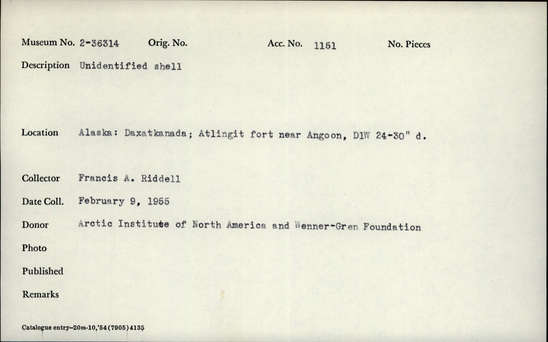 Museum No. 2-36314 Orig. No. Acc. No. 1151 No. Pieces
Description Unidentified shell
Location Alaska: Daxatkanada; Atlingit fort near Angoon, D1W 24-30" d.
Collector Francis A. Riddell
Date Coll. February 9, 1955
Donor Arctic Institute of North America and Wenner-Gren Foundation
Photo
Published
Remarks
Catalogue entry—20m-10,'54(7905)4135